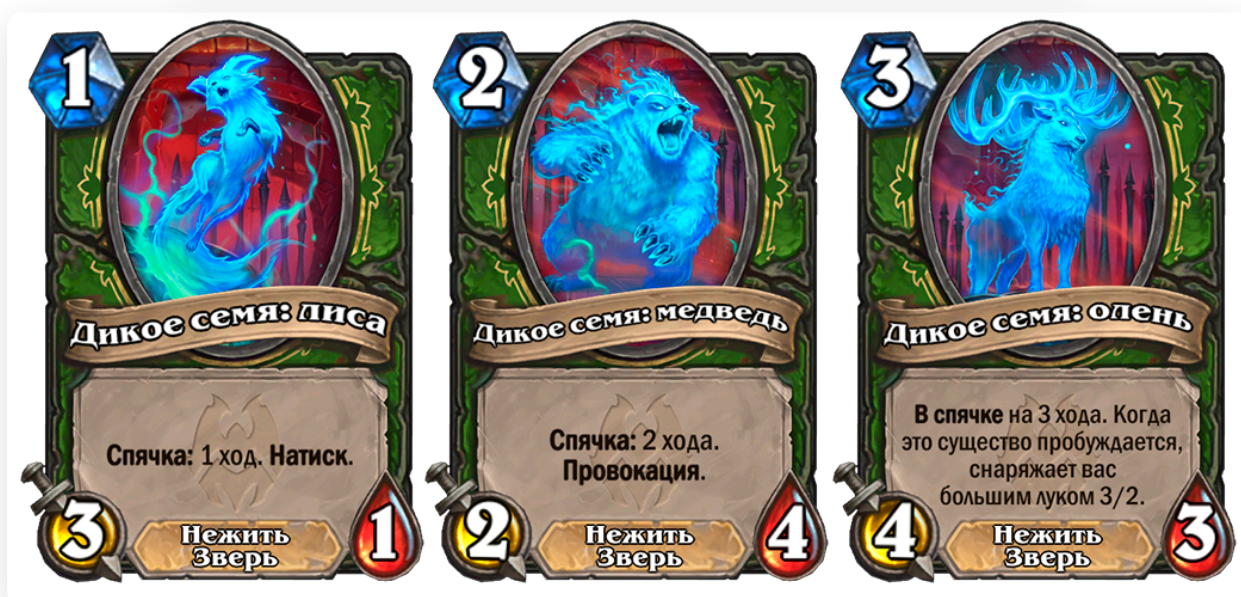 1
Дикое семя: лиса
Спячка: 1 ход. Натиск.
3
Нежить
Зверь
1
2
Дикое семя: медведь
Спячка: 2 хода.
Провокация.
2
Нежить
Зверь
4
3
Дикое семя: олень
В спячке на 3 хода. Когда
это существо пробуждается,
снаряжает вас
большим луком 3/2.
4
Нежить
Зверь
3